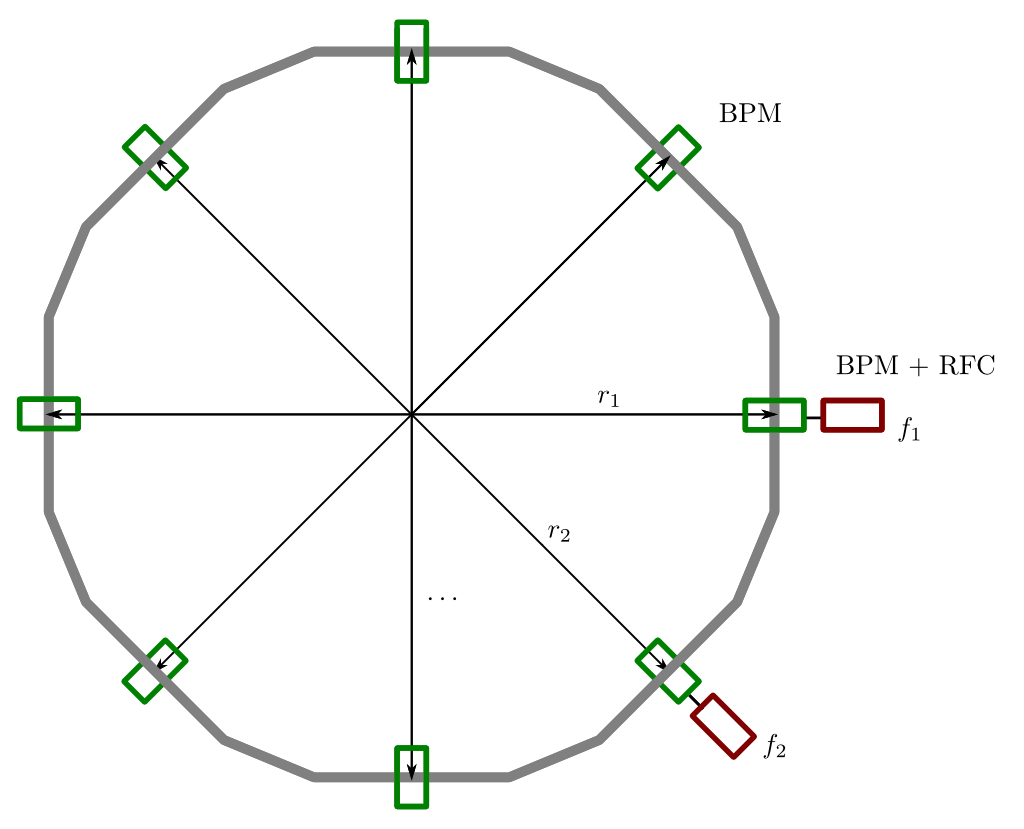 BPM
BPM + RFC
r₁
f₁
r₂
...
f₂